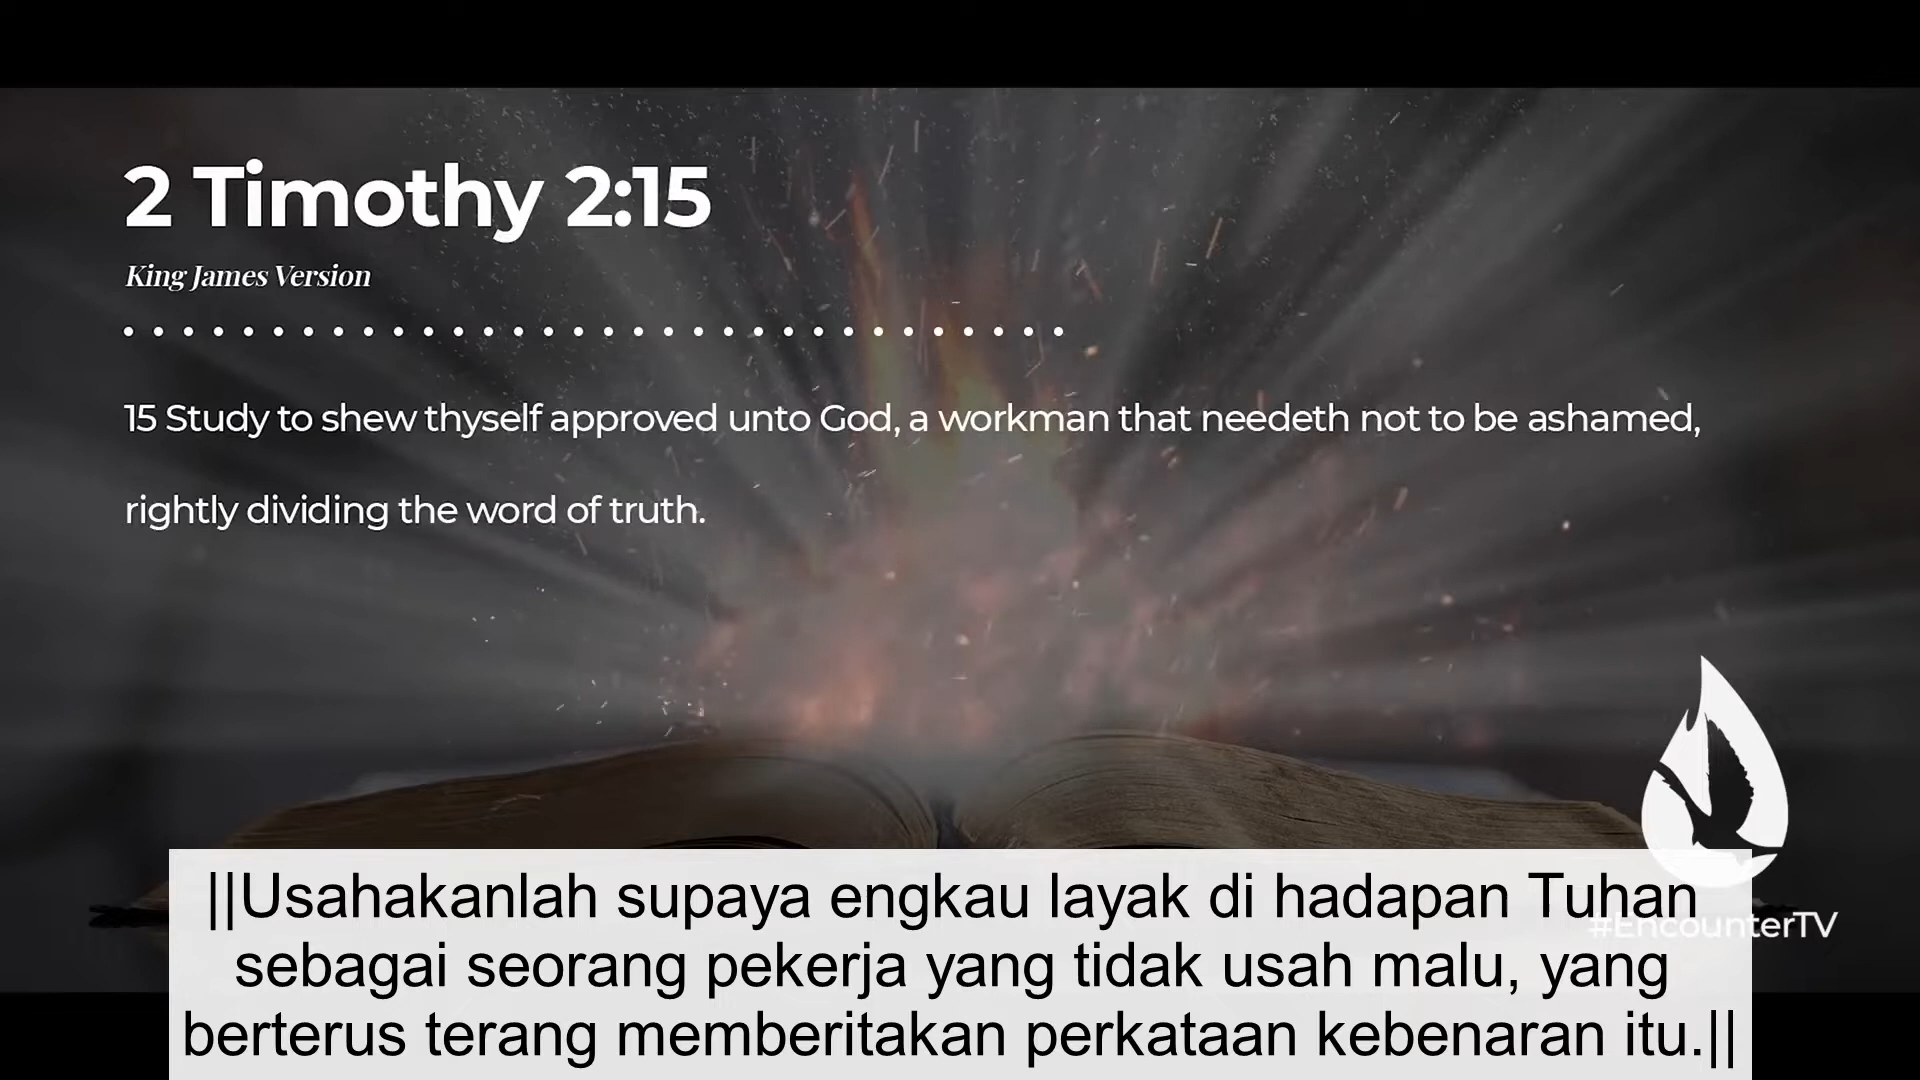 2 Timothy 2:15
King James Version
15 Study to shew thyself approved unto God, a workman that needeth not to be ashamed,
rightly dividing the word of truth.
#EncounterTV
||Usahakanlah supaya engkau layak di hadapan Tuhan
sebagai seorang pekerja yang tidak usah malu, yang
berterus terang memberitakan perkataan kebenaran itu.||